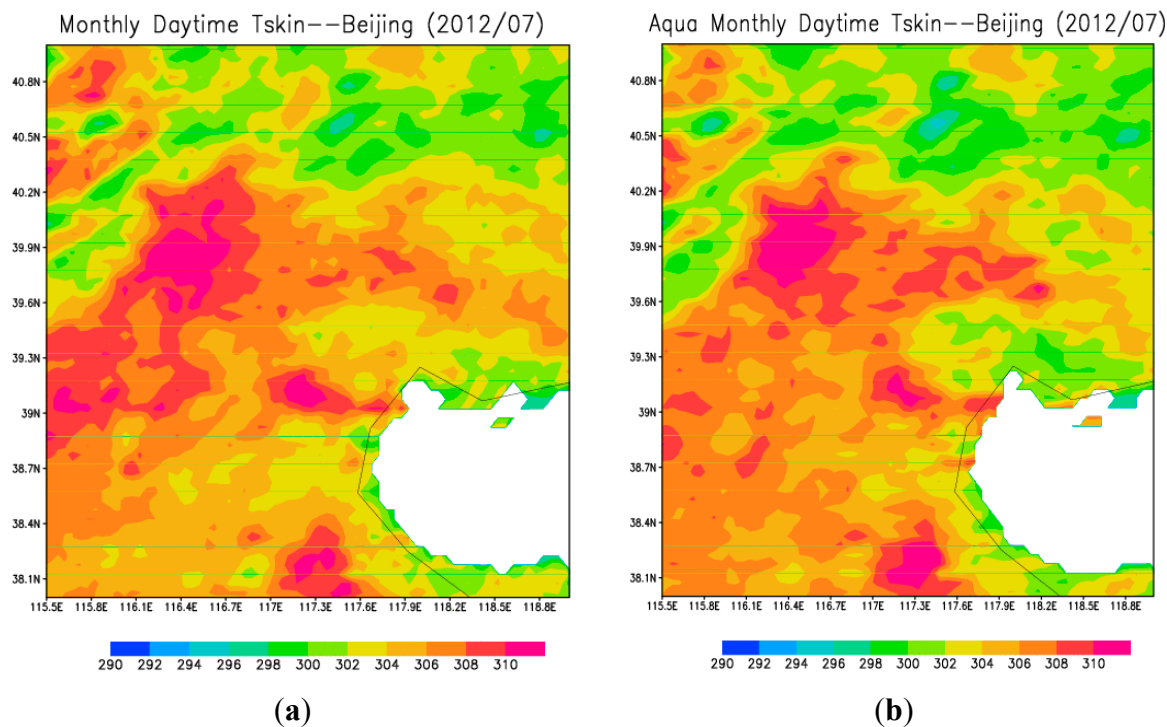 Monthly Daytime Tskin--Beijing (2012/07)
40.8N
40.5N
40.2N
39.9N
39.6N
39.3N
39N
38.7N
38.4N
38.1N
115.5E 115.8E 116.1E 116.4E 116.7E 117E 117.3E 117.6E 117.9E 118.2E 118.5E 118.8E
290 292 294 296 298 300 302 304 306 308 310
(a)
Aqua Monthly Daytime Tskin--Beijing (2012/07)
40.8N
40.5N
40.2N
39.9N
39.6N
39.3N
39N
38.7N
38.4N
38.1N
115.5E 115.8E 116.1E 116.4E 116.7E 117E 117.3E 117.6E 117.9E 118.2E 118.5E 118.8E
290 292 294 296 298 300 302 304 306 308 310
(b)